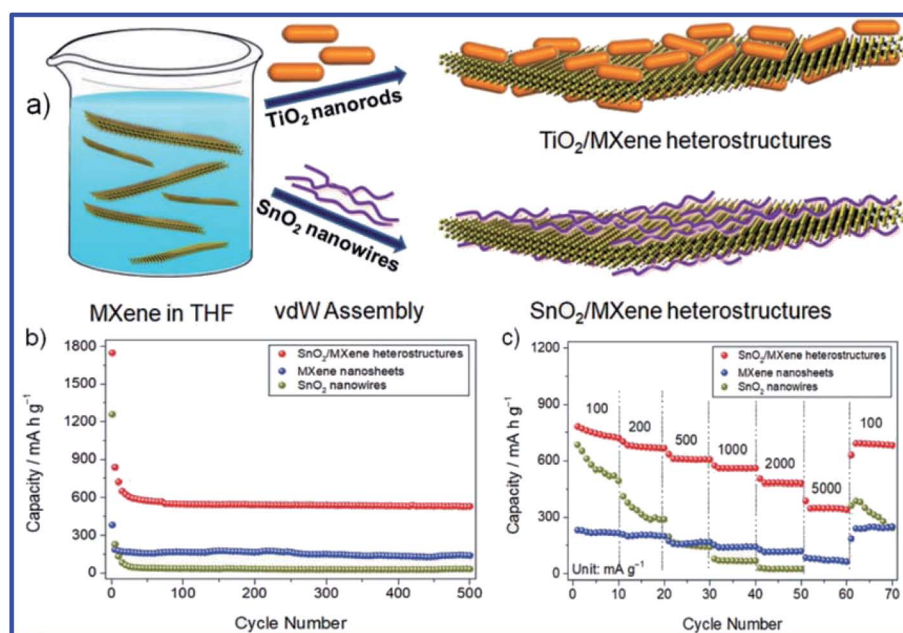 a)
TiO₂ nanorods
TiO₂/MXene heterostructures
SnO₂ nanowires
MXene in THF
vdW Assembly
SnO₂/MXene heterostructures
b)
Capacity / mA h g⁻¹
1800
1500
1200
900
600
300
0
SnO₂/MXene heterostructures
MXene nanosheets
SnO₂ nanowires
0
100
200
300
400
500
Cycle Number
c)
Capacity / mA h g⁻¹
1200
900
600
300
0
SnO₂/MXene heterostructures
MXene nanosheets
SnO₂ nanowires
100
200
500
1000
2000
5000
100
Unit: mA g⁻¹
0
10
20
30
40
50
60
70
Cycle Number